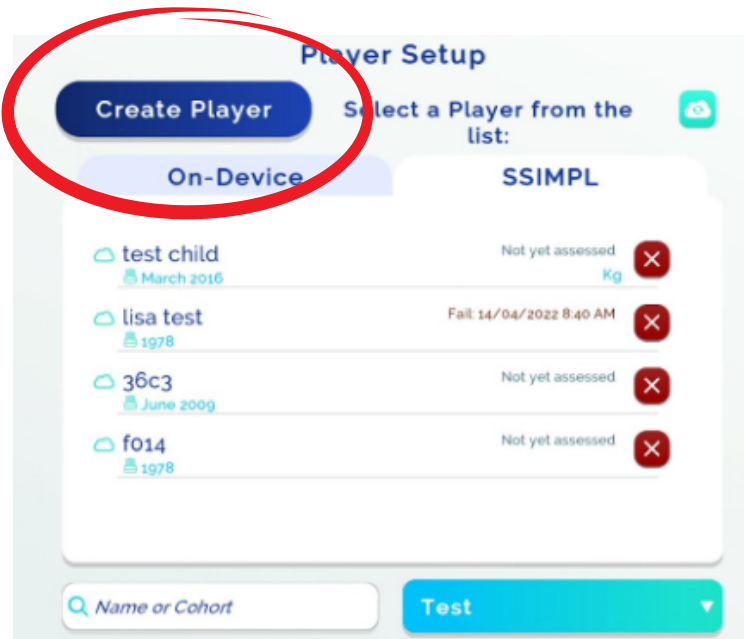 Player Setup
Create Player
Select a Player from the
list:
On-Device
SSIMPL
test child
Not yet assessed
March 2016
Kg
lisa test
Fail: 14/04/2022 8:40 AM
1978
36c3
Not yet assessed
June 2009
f014
Not yet assessed
1978
Name or Cohort
Test